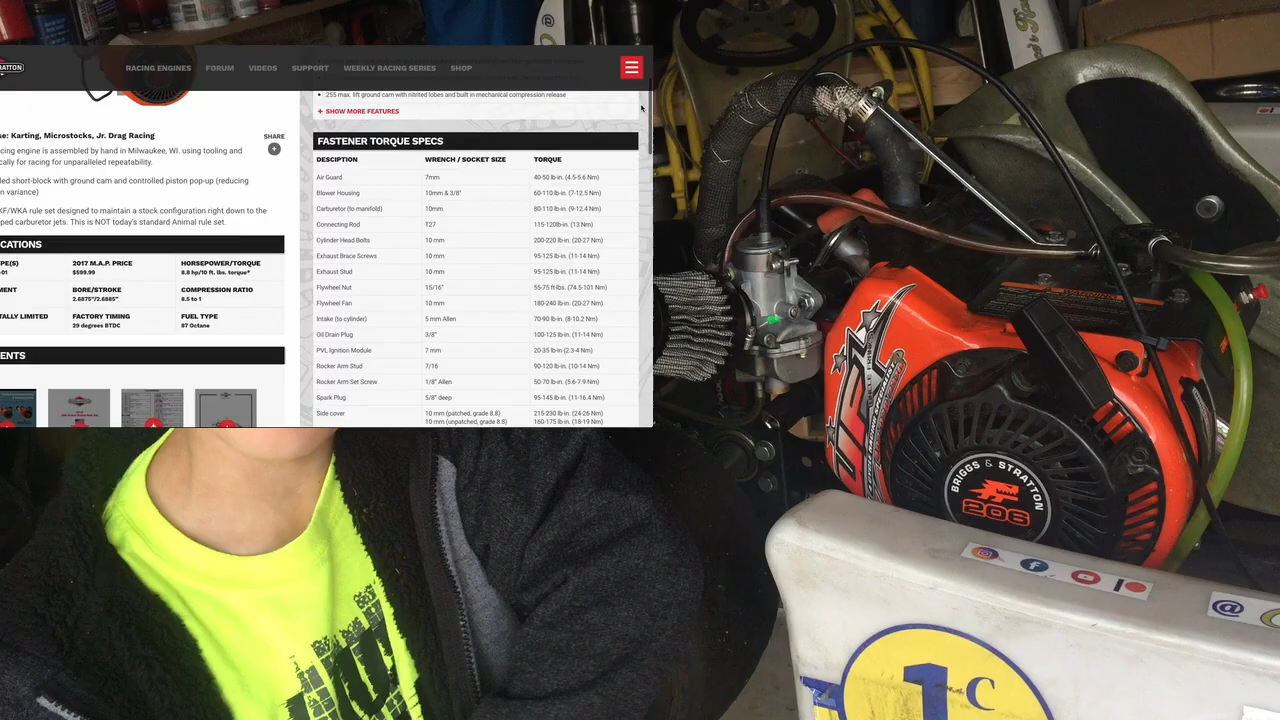 RATTON
RACING ENGINES FORUM VIDEOS SUPPORT WEEKLY RACING SERIES SHOP
.255 max. lift ground cam with nitrited lobes and built in mechanical compression release
+ SHOW MORE FEATURES
se: Karting, Microstocks, Jr. Drag Racing
SHARE
cing engine is assembled by hand in Milwaukee, WI. using tooling and
cally for racing for unparalleled repeatability.
led short-block with ground cam and controlled piston pop-up (reducing
n variance)
KF/WKA rule set designed to maintain a stock configuration right down to the
ped carburetor jets. This is NOT today's standard Animal rule set.
CATIONS
PE(S) 2017 M.A.P. PRICE HORSEPOWER/TORQUE
-01 $599.99 8.8 hp/10 ft. lbs. torque*
MENT BORE/STROKE COMPRESSION RATIO
2.6875"/2.6885" 8.5 to 1
TALLY LIMITED FACTORY TIMING FUEL TYPE
29 degrees BTDC 87 Octane
ENTS
FASTENER TORQUE SPECS
DESCIPTION WRENCH / SOCKET SIZE TORQUE
Air Guard 7mm 40-50 lb-in. (4.5-5.6 Nm)
Blower Housing 10mm & 3/8" 60-110 lb-in. (7-12.5 Nm)
Carburetor (to manifold) 10mm 80-110 lb-in. (9-12.4 Nm)
Connecting Rod T27 115-120lb-in. (13 Nm)
Cylinder Head Bolts 10 mm 200-220 lb-in. (20-27 Nm)
Exhaust Brace Screws 10 mm 95-125 lb-in. (11-14 Nm)
Exhaust Stud 10 mm 95-125 lb-in. (11-14 Nm)
Flywheel Nut 15/16" 55-75 ft-lbs. (74.5-101 Nm)
Flywheel Fan 10 mm 180-240 lb-in. (20-27 Nm)
Intake (to cylinder) 5 mm Allen 70-90 lb-in. (8-10.2 Nm)
Oil Drain Plug 3/8" 100-125 lb-in. (11-14 Nm)
PVL Ignition Module 7 mm 20-35 lb-in. (2.3-4 Nm)
Rocker Arm Stud 7/16 90-120 lb-in. (10-14 Nm)
Rocker Arm Set Screw 1/8" Allen 50-70 lb-in. (5.6-7.9 Nm)
Spark Plug 5/8" deep 95-145 lb-in. (11-16.4 Nm)
Side cover 10 mm (patched, grade 8.8) 215-230 lb-in. (24-26 Nm)
10 mm (unpatched, grade 8.8) 160-175 lb-in. (18-19 Nm)
WARNING
BRIGGS & STRATTON
206
@
1C